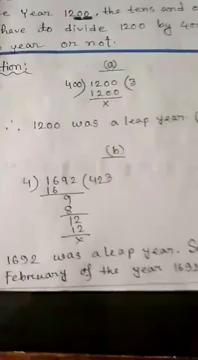 Year 1200, the tens and
have to divide 1200 by 400
year or not.
tion:
(a)
400) 1200 (3
1200
x
∴ 1200 was a leap year
(b)
4) 1692 (423
16
9
8
12
12
x
1692 was a leap year. S
February of the year 1692